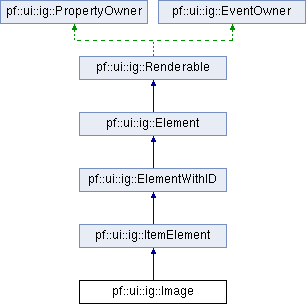 pf::ui::ig::PropertyOwner
pf::ui::ig::EventOwner
pf::ui::ig::Renderable
pf::ui::ig::Element
pf::ui::ig::ElementWithID
pf::ui::ig::ItemElement
pf::ui::ig::Image